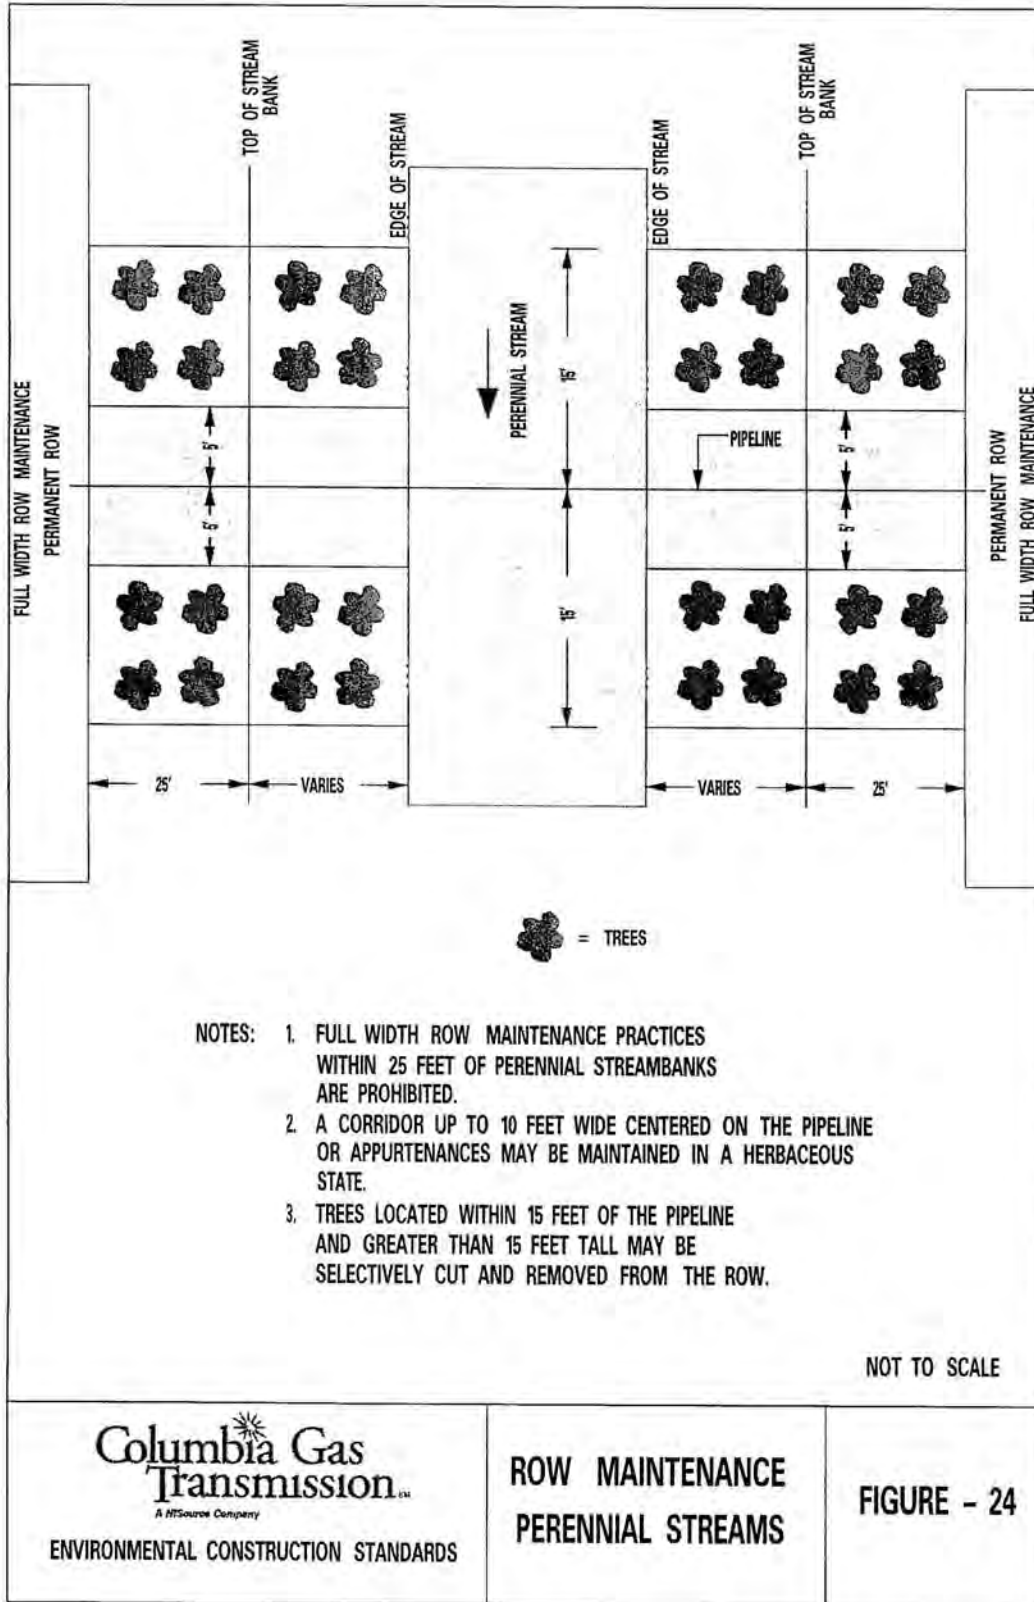 TOP OF STREAM
BANK
EDGE OF STREAM
EDGE OF STREAM
TOP OF STREAM
BANK
FULL WIDTH ROW MAINTENANCE
PERMANENT ROW
5'
5'
PERENNIAL STREAM
15'
15'
PIPELINE
5'
5'
PERMANENT ROW
FULL WIDTH ROW MAINTENANCE
25'
VARIES
VARIES
25'
= TREES
NOTES: 1. FULL WIDTH ROW MAINTENANCE PRACTICES
WITHIN 25 FEET OF PERENNIAL STREAMBANKS
ARE PROHIBITED.
2. A CORRIDOR UP TO 10 FEET WIDE CENTERED ON THE PIPELINE
OR APPURTENANCES MAY BE MAINTAINED IN A HERBACEOUS
STATE.
3. TREES LOCATED WITHIN 15 FEET OF THE PIPELINE
AND GREATER THAN 15 FEET TALL MAY BE
SELECTIVELY CUT AND REMOVED FROM THE ROW.
NOT TO SCALE
Columbia Gas
Transmission
A NiSource Company
ENVIRONMENTAL CONSTRUCTION STANDARDS
ROW MAINTENANCE
PERENNIAL STREAMS
FIGURE - 24